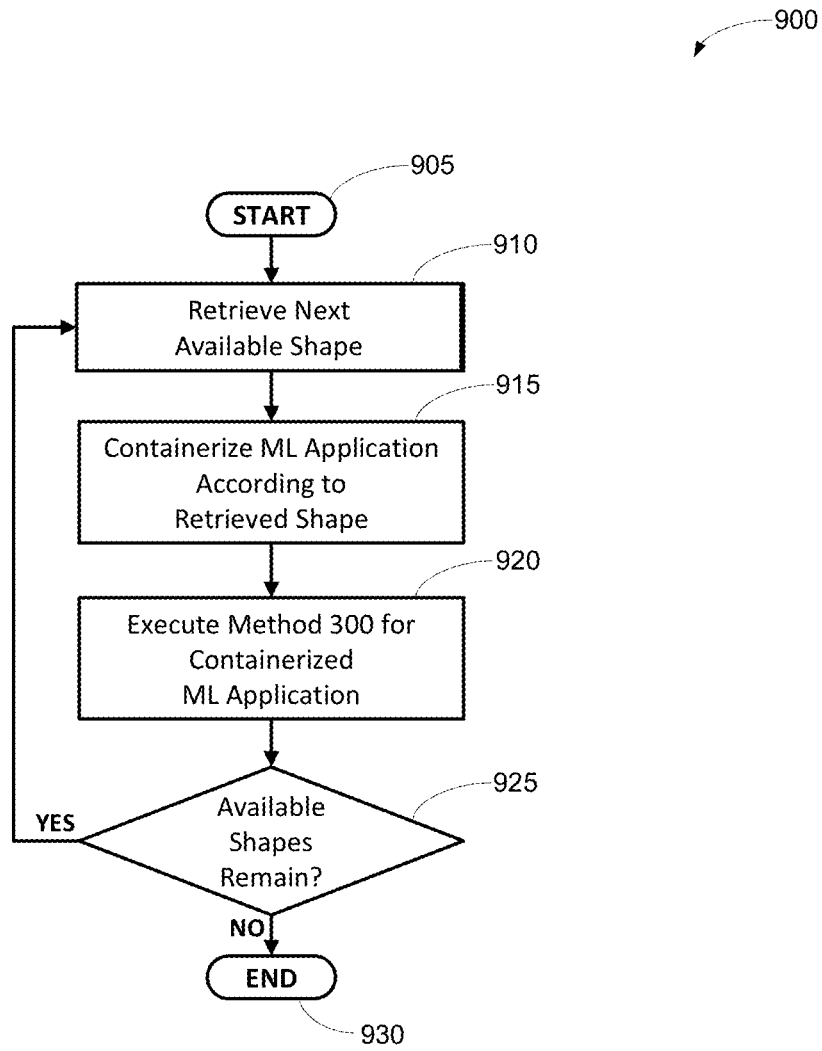 900
905
START
910
Retrieve Next
Available Shape
915
Containerize ML Application
According to
Retrieved Shape
920
Execute Method 300 for
Containerized
ML Application
925
Available
Shapes
Remain?
YES
NO
END
930